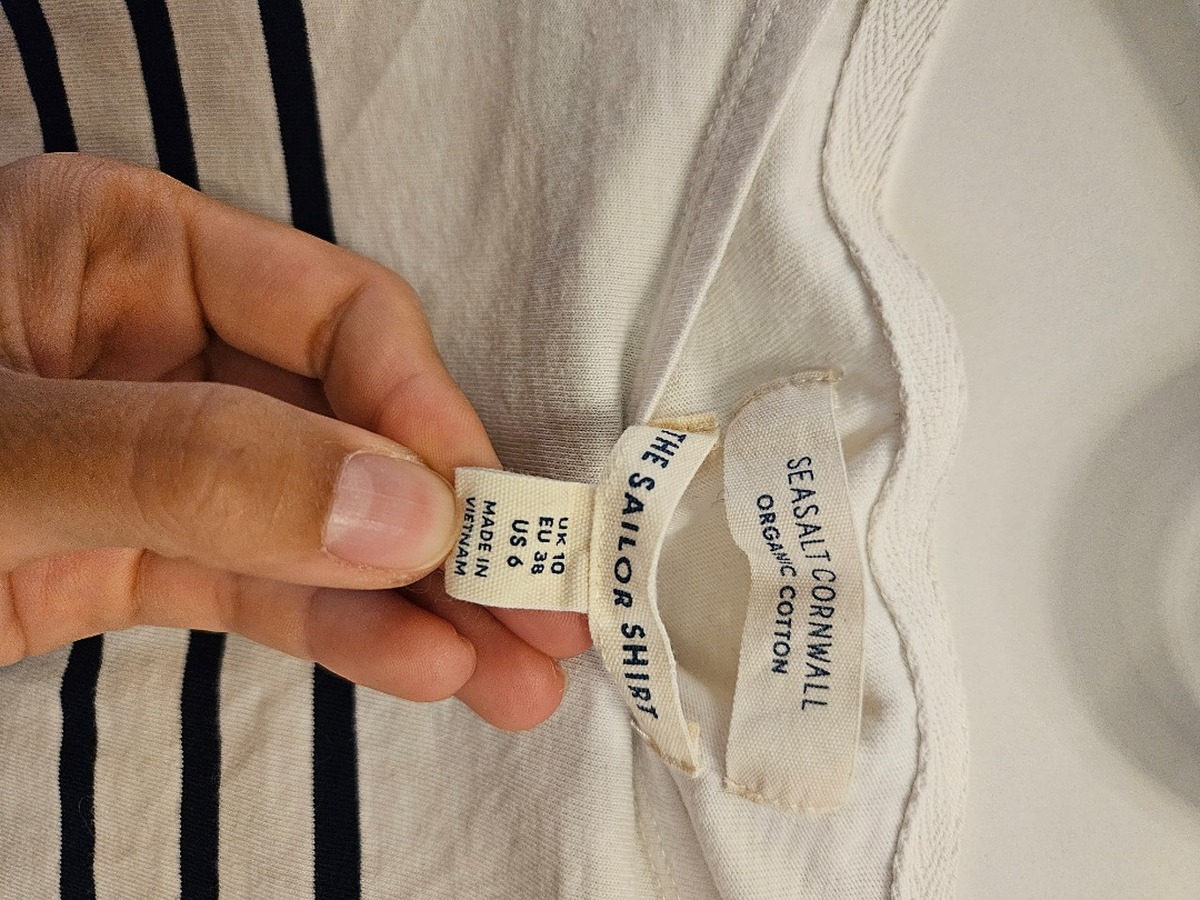 SEASALT CORNWALL
ORGANIC COTTON
THE SAILOR SHIRT
UK 10
EU 38
US 6
MADE IN
VIETNAM